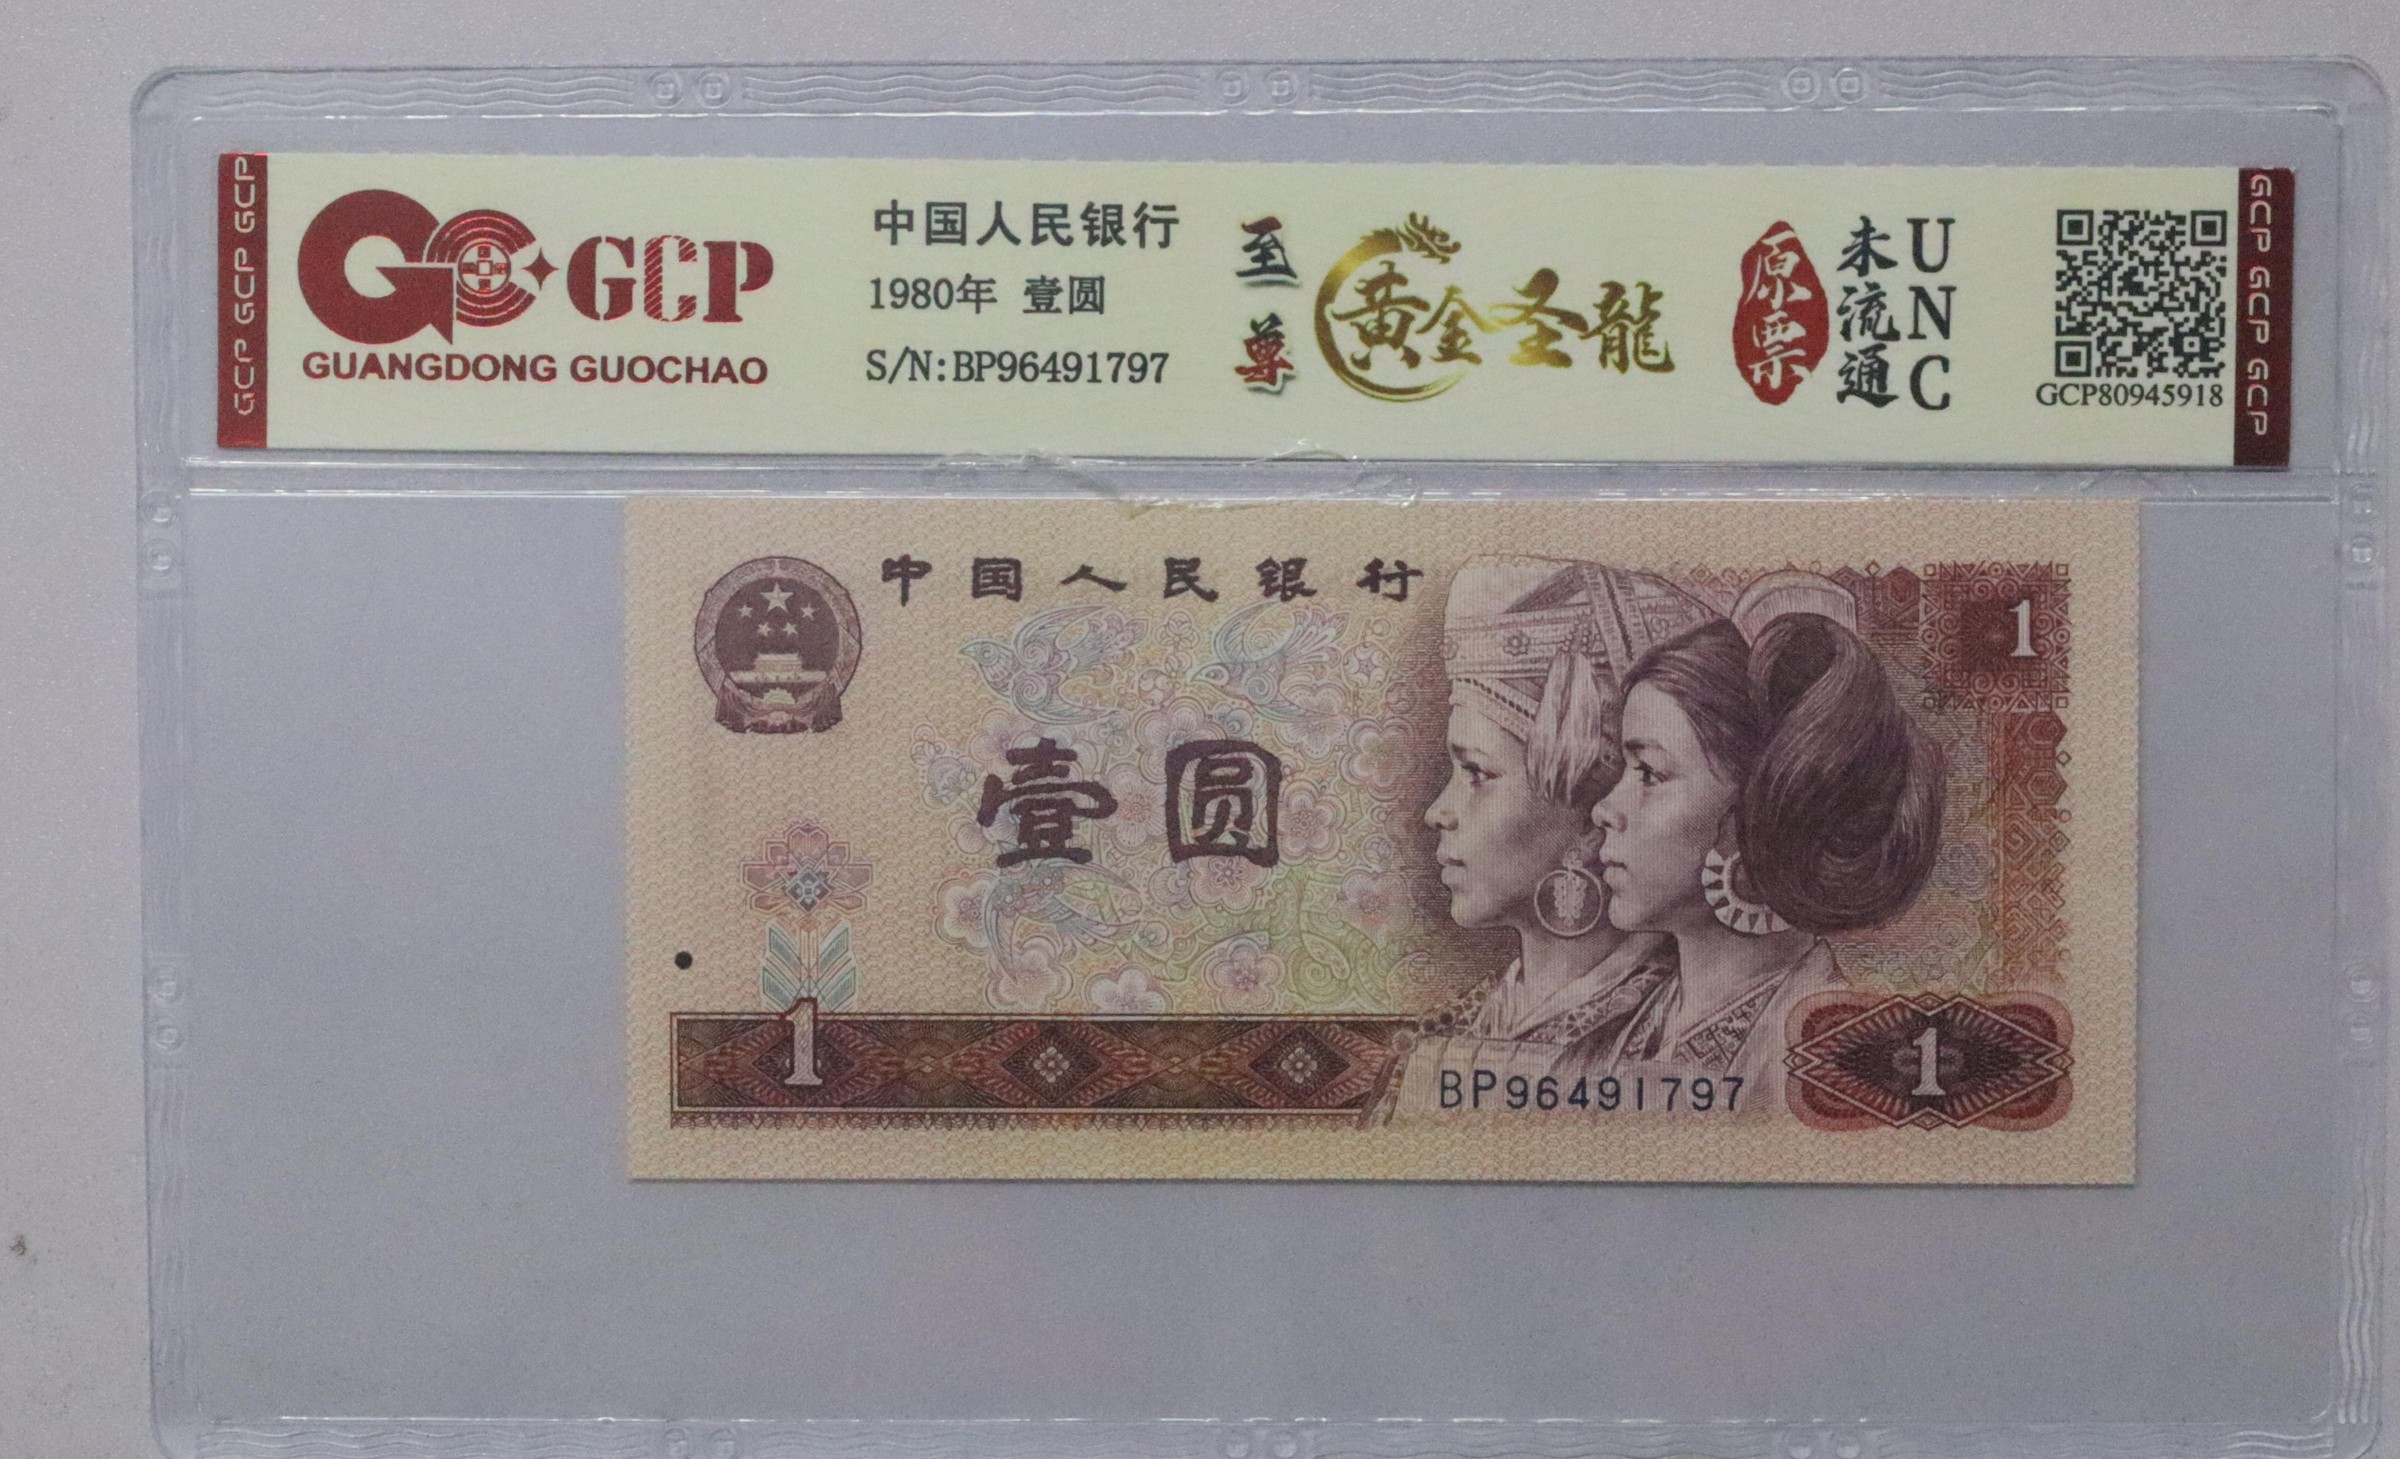 GCP GCP GCP
GCP
GUANGDONG GUOCHAO
中国人民银行
1980年 壹圆
S/N:BP96491797
至尊
黄金圣龍
原票
未流通
UNC
GCP80945918
GCP GCP GCP
中国人民银行
1
壹圆
1
BP96491797
1